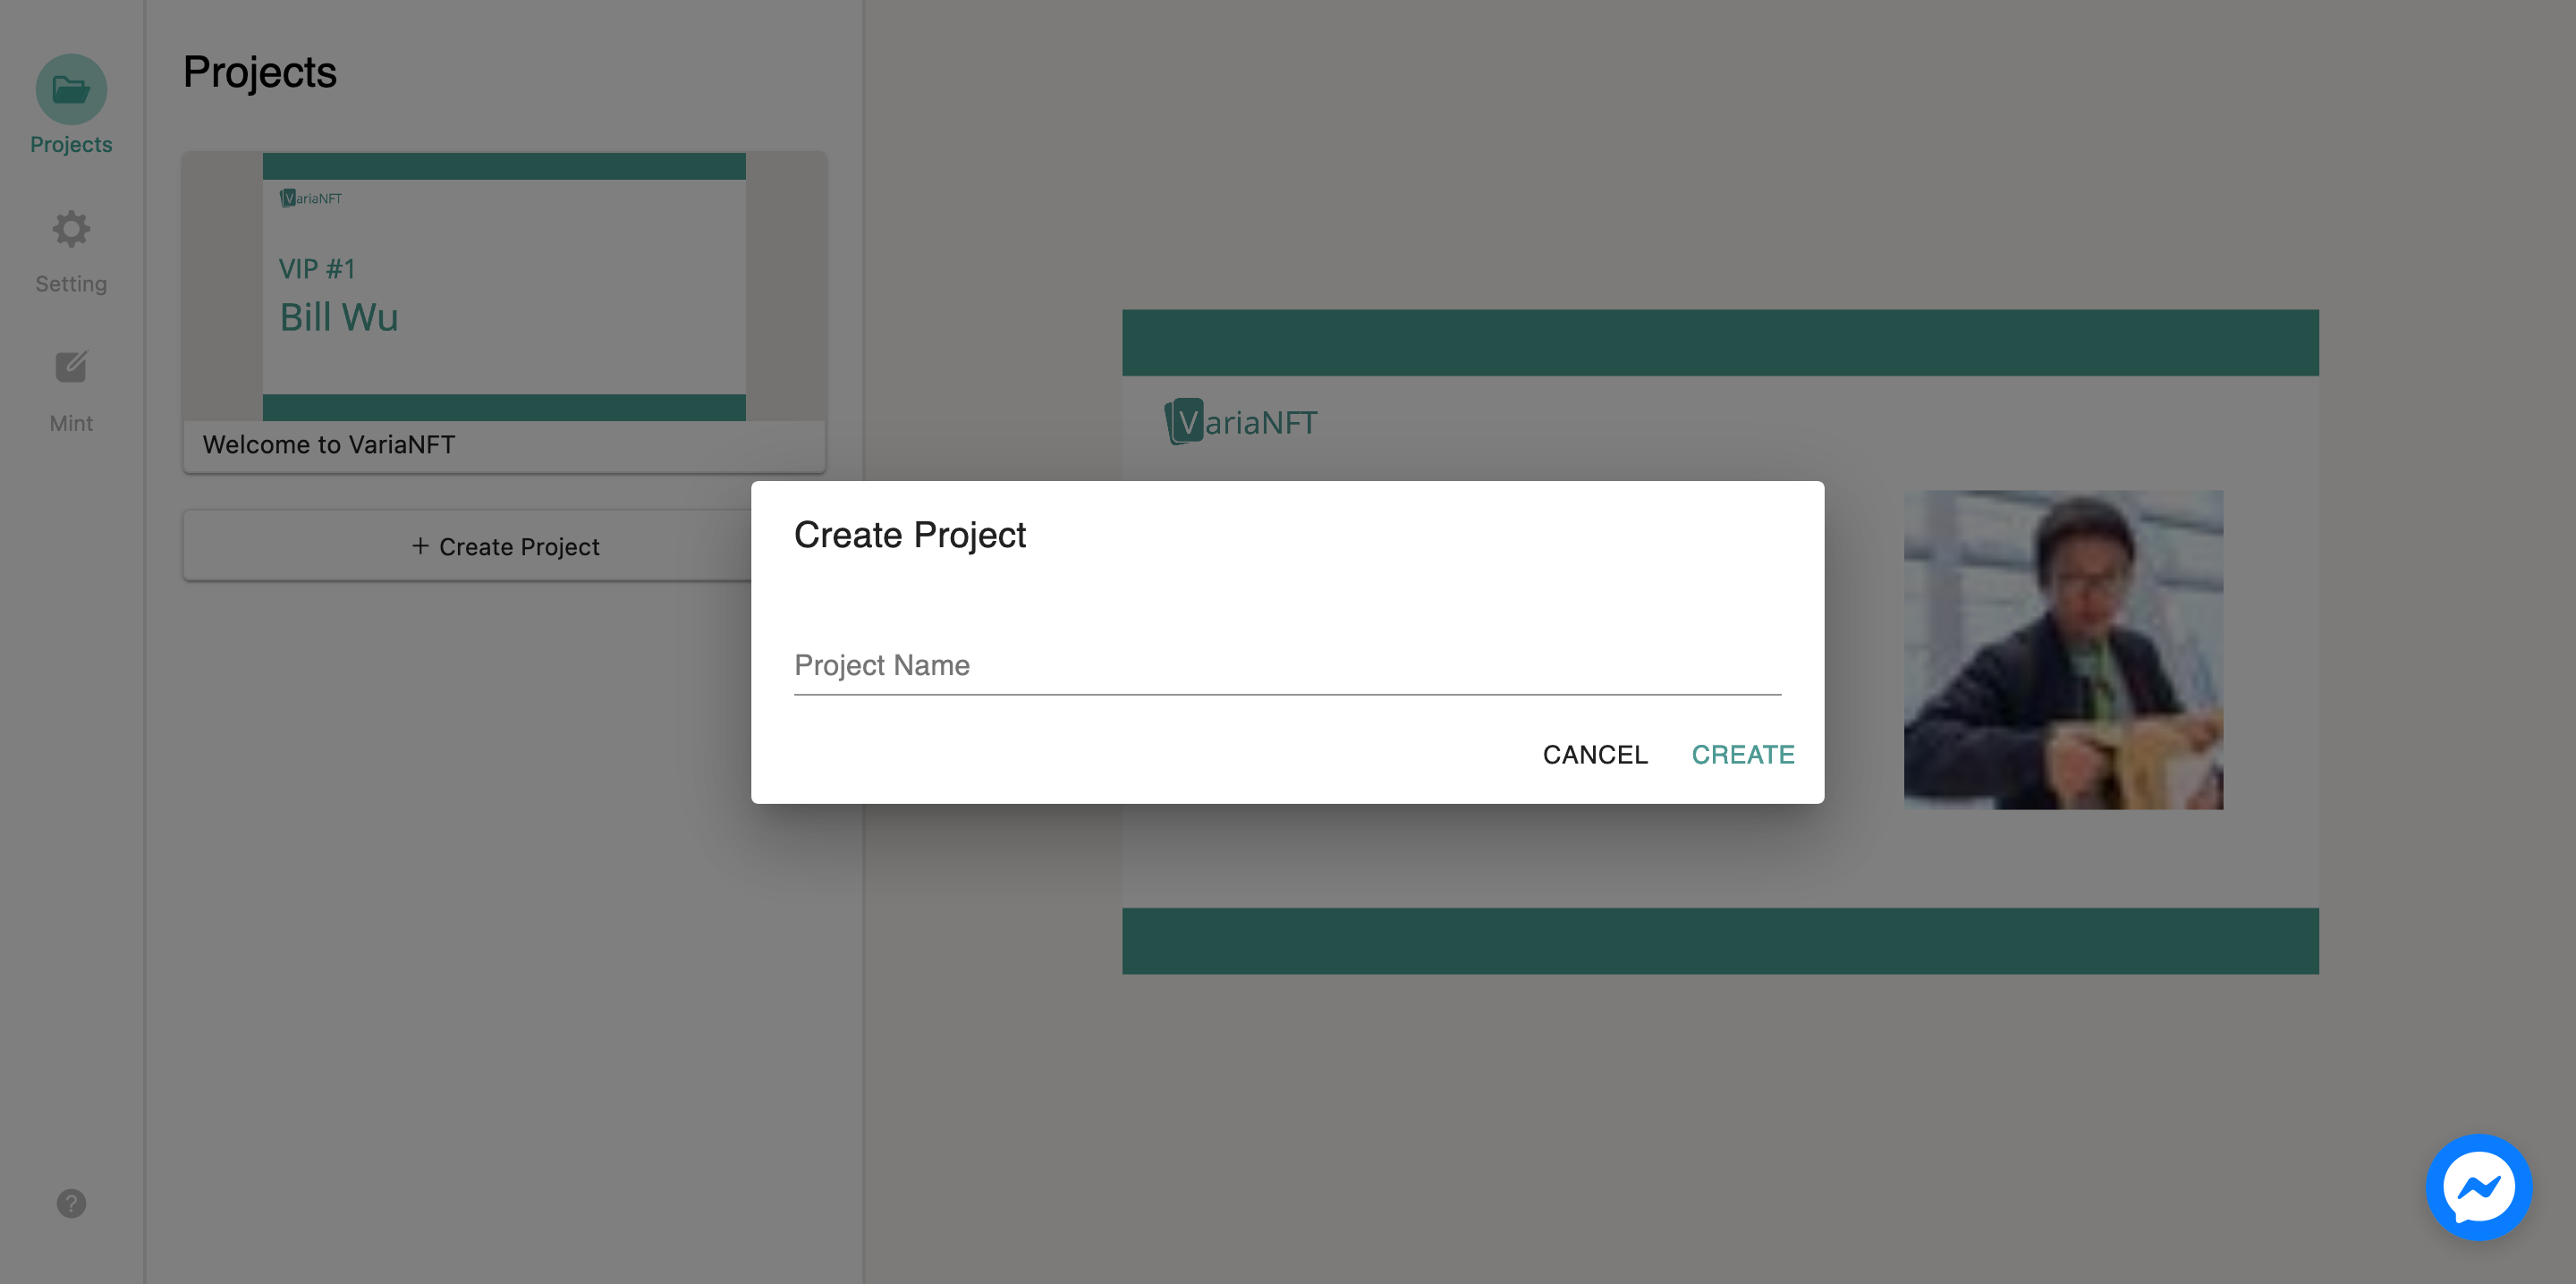 Projects
Setting
Mint
?
Projects
VariaNFT
VIP #1
Bill Wu
Welcome to VariaNFT
+ Create Project
VariaNFT
Create Project
Project Name
CANCEL
CREATE